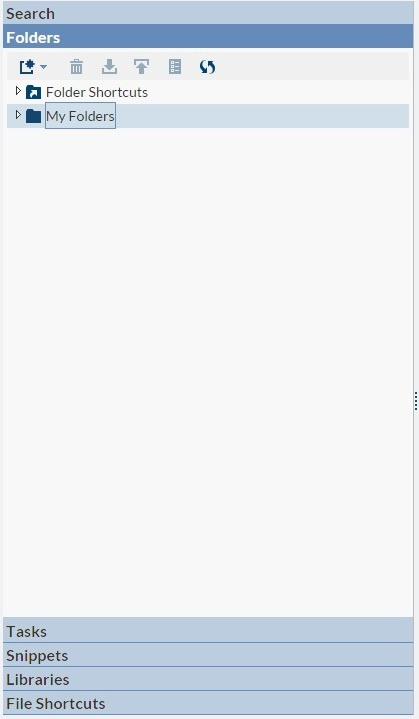 Search
Folders
Folder Shortcuts
My Folders
Tasks
Snippets
Libraries
File Shortcuts